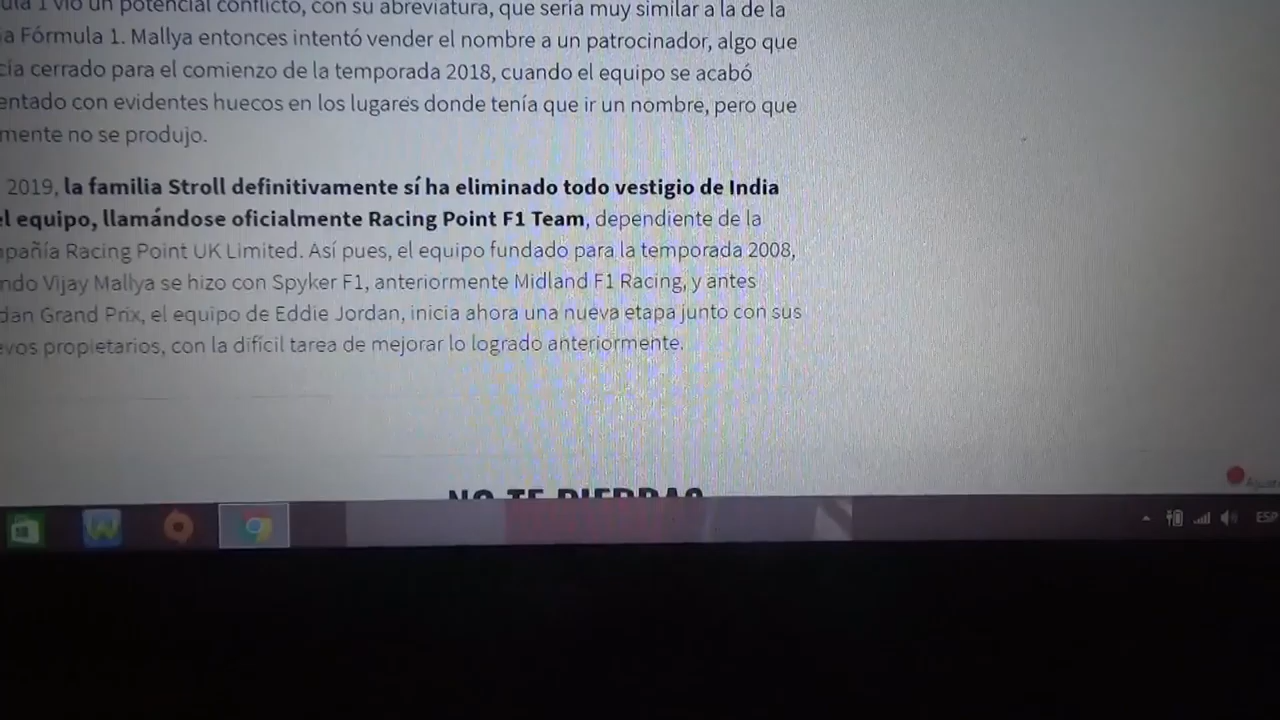 ula 1 vio un potencial conflicto, con su abreviatura, que sería muy similar a la de la
a Fórmula 1. Mallya entonces intentó vender el nombre a un patrocinador, algo que
cía cerrado para el comienzo de la temporada 2018, cuando el equipo se acabó
entado con evidentes huecos en los lugares donde tenía que ir un nombre, pero que
mente no se produjo.
2019, la familia Stroll definitivamente sí ha eliminado todo vestigio de India
el equipo, llamándose oficialmente Racing Point F1 Team, dependiente de la
pañía Racing Point UK Limited. Así pues, el equipo fundado para la temporada 2008,
ndo Vijay Mallya se hizo con Spyker F1, anteriormente Midland F1 Racing, y antes
dan Grand Prix, el equipo de Eddie Jordan, inicia ahora una nueva etapa junto con sus
evos propietarios, con la difícil tarea de mejorar lo logrado anteriormente.
NO TE PIERDAS
ESP